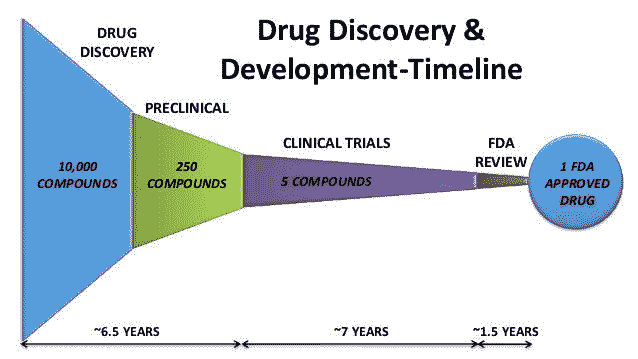 Drug Discovery &
Development-Timeline
DRUG
DISCOVERY
PRECLINICAL
CLINICAL TRIALS
FDA
REVIEW
10,000
COMPOUNDS
250
COMPOUNDS
5 COMPOUNDS
1 FDA
APPROVED
DRUG
~6.5 YEARS
~7 YEARS
~1.5 YEARS